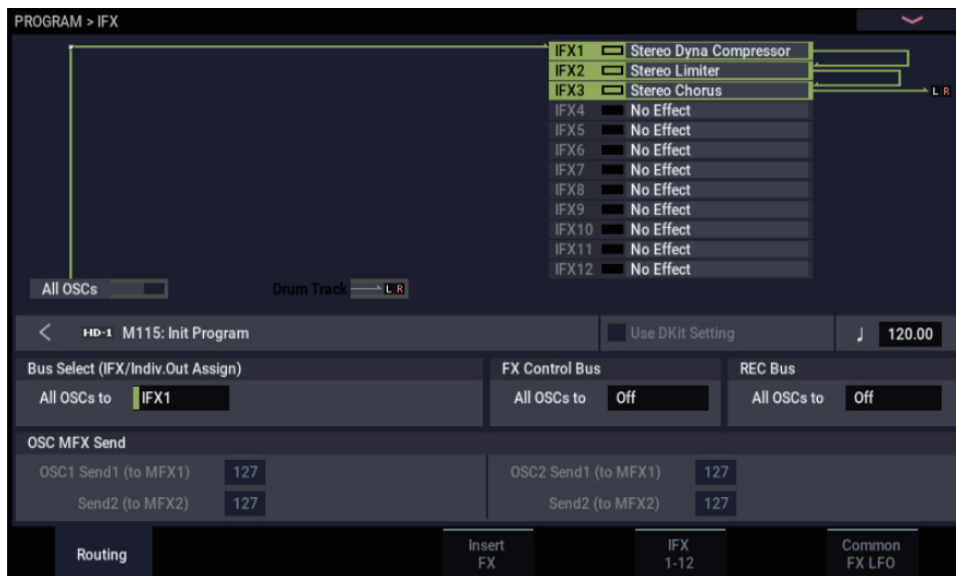 PROGRAM > IFX
IFX1 Stereo Dyna Compressor
IFX2 Stereo Limiter
IFX3 Stereo Chorus
L R
IFX4 No Effect
IFX5 No Effect
IFX6 No Effect
IFX7 No Effect
IFX8 No Effect
IFX9 No Effect
IFX10 No Effect
IFX11 No Effect
IFX12 No Effect
All OSCs
Drum Track L R
HD-1 M115: Init Program
Use DKit Setting
♩ 120.00
Bus Select (IFX/Indiv.Out Assign)
All OSCs to IFX1
FX Control Bus
All OSCs to Off
REC Bus
All OSCs to Off
OSC MFX Send
OSC1 Send1 (to MFX1) 127
Send2 (to MFX2) 127
OSC2 Send1 (to MFX1) 127
Send2 (to MFX2) 127
Routing
Insert
FX
IFX
1-12
Common
FX LFO